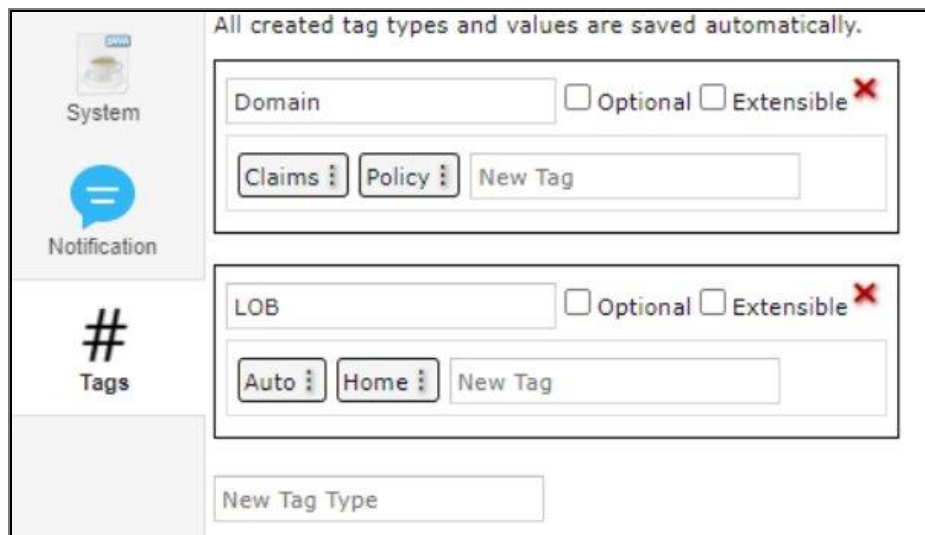 All created tag types and values are saved automatically.
JAVA
System
Domain Optional Extensible
Claims Policy New Tag
Notification
LOB Optional Extensible
#
Tags
Auto Home New Tag
New Tag Type